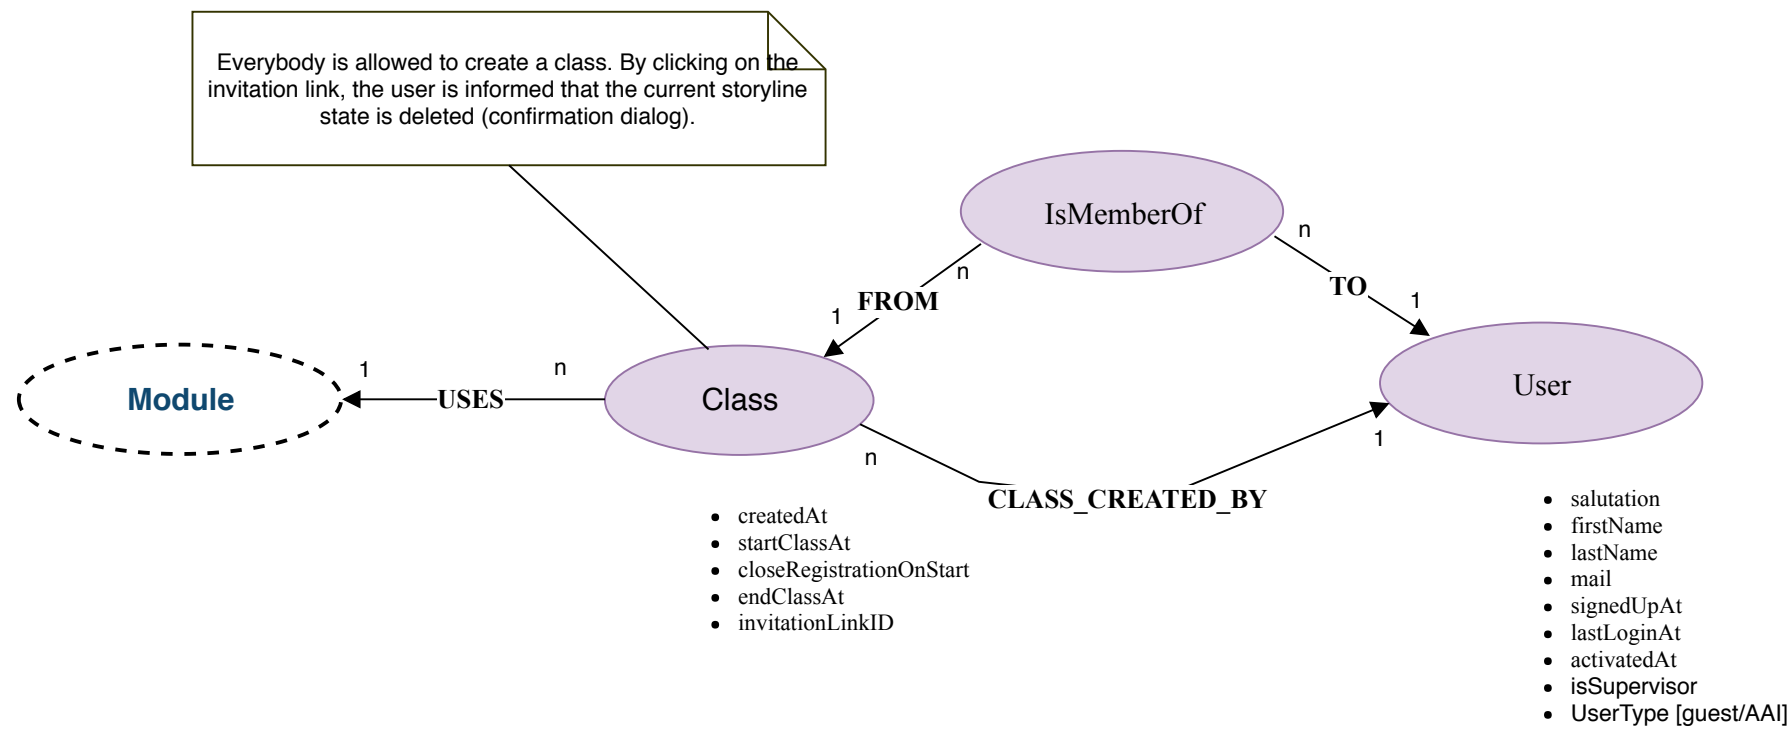 Everybody is allowed to create a class. By clicking on the
invitation link, the user is informed that the current storyline
state is deleted (confirmation dialog).
IsMemberOf
n
n
FROM
1
TO
1
Module
1
USES
n
Class
User
n
CLASS_CREATED_BY
1
• createdAt
• startClassAt
• closeRegistrationOnStart
• endClassAt
• invitationLinkID
• salutation
• firstName
• lastName
• mail
• signedUpAt
• lastLoginAt
• activatedAt
• isSupervisor
• UserType [guest/AAI]